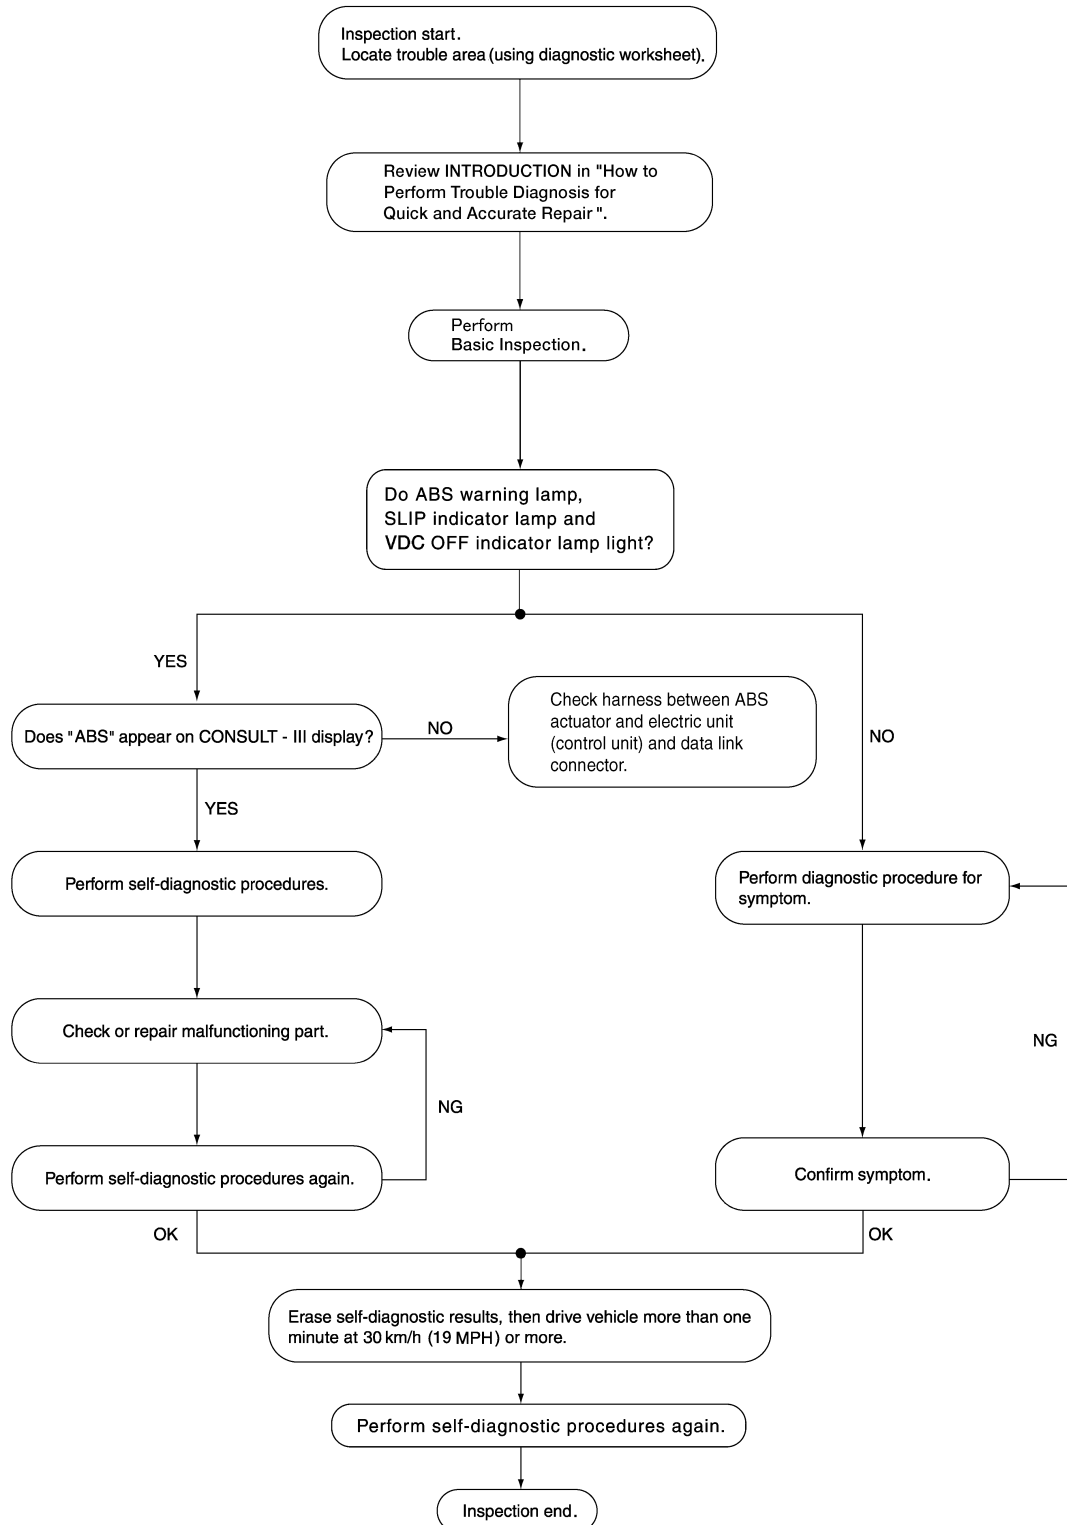 Inspection start.
Locate trouble area (using diagnostic worksheet).
Review INTRODUCTION in "How to
Perform Trouble Diagnosis for
Quick and Accurate Repair".
Perform
Basic Inspection.
Do ABS warning lamp,
SLIP indicator lamp and
VDC OFF indicator lamp light?
YES
NO
Does "ABS" appear on CONSULT - III display?
NO
Check harness between ABS
actuator and electric unit
(control unit) and data link
connector.
YES
Perform self-diagnostic procedures.
Perform diagnostic procedure for
symptom.
Check or repair malfunctioning part.
NG
NG
Perform self-diagnostic procedures again.
Confirm symptom.
OK
OK
Erase self-diagnostic results, then drive vehicle more than one
minute at 30 km/h (19 MPH) or more.
Perform self-diagnostic procedures again.
Inspection end.